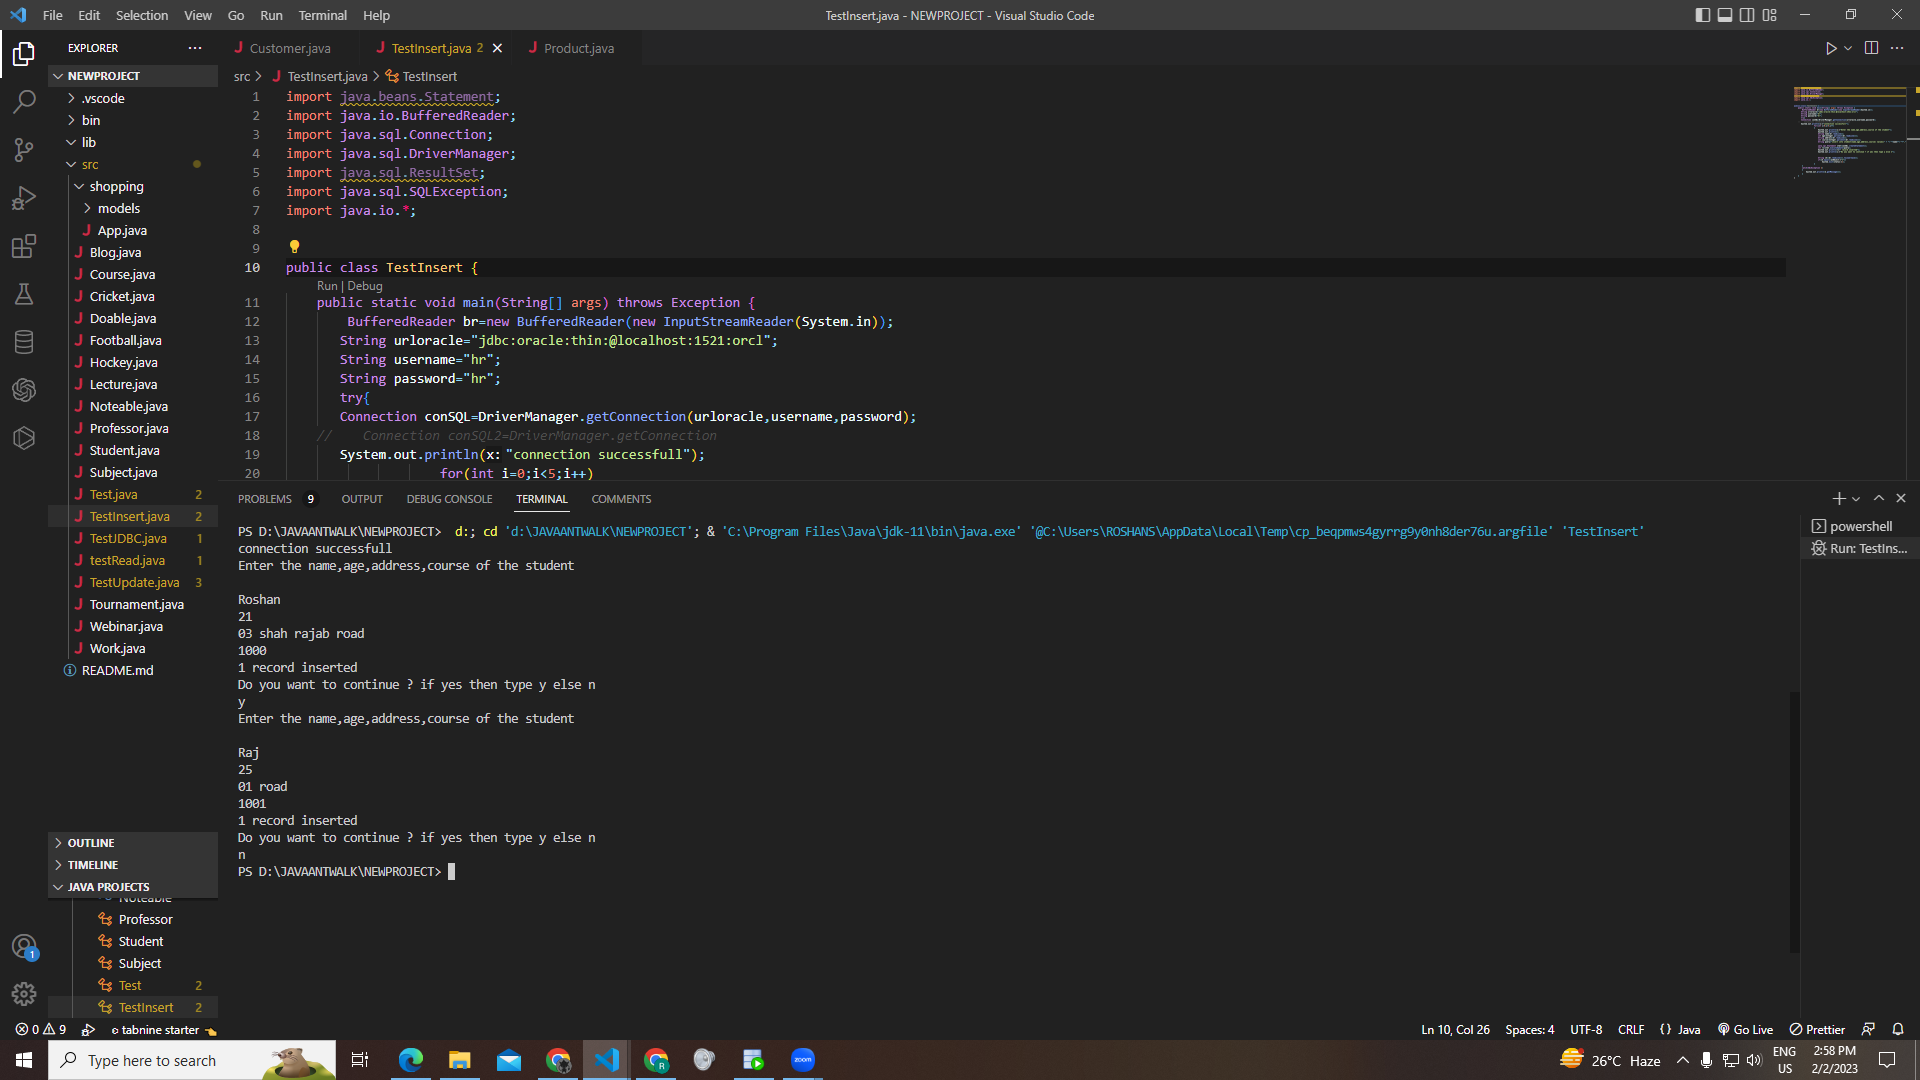 File Edit Selection View Go Run Terminal Help
TestInsert.java - NEWPROJECT - Visual Studio Code
EXPLORER
NEWPROJECT
.vscode
bin
lib
src
shopping
models
App.java
Blog.java
Course.java
Cricket.java
Doable.java
Football.java
Hockey.java
Lecture.java
Noteable.java
Professor.java
Student.java
Subject.java
Test.java 2
TestInsert.java 2
TestJDBC.java 1
testRead.java 1
TestUpdate.java 3
Tournament.java
Webinar.java
Work.java
README.md
OUTLINE
TIMELINE
JAVA PROJECTS
Noteable
Professor
Student
Subject
Test 2
TestInsert 2
Customer.java
TestInsert.java 2
Product.java
src > TestInsert.java > TestInsert
1 import java.beans.Statement;
2 import java.io.BufferedReader;
3 import java.sql.Connection;
4 import java.sql.DriverManager;
5 import java.sql.ResultSet;
6 import java.sql.SQLException;
7 import java.io.*;
8
9
10 public class TestInsert {
Run | Debug
11 public static void main(String[] args) throws Exception {
12 BufferedReader br=new BufferedReader(new InputStreamReader(System.in));
13 String urloracle="jdbc:oracle:thin:@localhost:1521:orcl";
14 String username="hr";
15 String password="hr";
16 try{
17 Connection conSQL=DriverManager.getConnection(urloracle,username,password);
18 // Connection conSQL2=DriverManager.getConnection
19 System.out.println(x: "connection successfull");
20 for(int i=0;i<5;i++)
PROBLEMS 9 OUTPUT DEBUG CONSOLE TERMINAL COMMENTS
PS D:\JAVAANTWALK\NEWPROJECT> d:; cd 'd:\JAVAANTWALK\NEWPROJECT'; & 'C:\Program Files\Java\jdk-11\bin\java.exe' '@C:\Users\ROSHANS\AppData\Local\Temp\cp_beqpmws4gyrrg9y0nh8der76u.argfile' 'TestInsert'
connection successfull
Enter the name,age,address,course of the student
Roshan
21
03 shah rajab road
1000
1 record inserted
Do you want to continue ? if yes then type y else n
y
Enter the name,age,address,course of the student
Raj
25
01 road
1001
1 record inserted
Do you want to continue ? if yes then type y else n
n
PS D:\JAVAANTWALK\NEWPROJECT>
powershell
Run: TestIns...
1
0 9 tabnine starter
Ln 10, Col 26 Spaces: 4 UTF-8 CRLF {} Java Go Live Prettier
Type here to search
R
zoom
26°C Haze
ENG
US
2:58 PM
2/2/2023